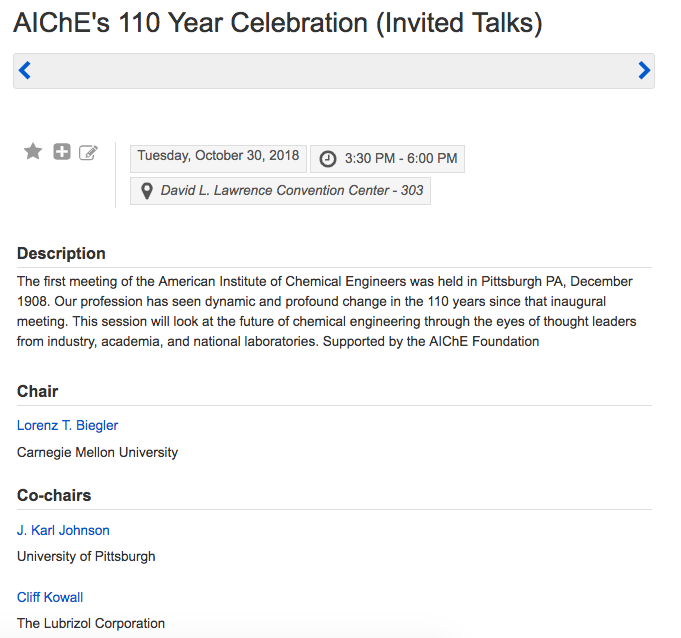 AIChE's 110 Year Celebration (Invited Talks)
Tuesday, October 30, 2018
3:30 PM - 6:00 PM
David L. Lawrence Convention Center - 303
Description
The first meeting of the American Institute of Chemical Engineers was held in Pittsburgh PA, December
1908. Our profession has seen dynamic and profound change in the 110 years since that inaugural
meeting. This session will look at the future of chemical engineering through the eyes of thought leaders
from industry, academia, and national laboratories. Supported by the AIChE Foundation
Chair
Lorenz T. Biegler
Carnegie Mellon University
Co-chairs
J. Karl Johnson
University of Pittsburgh
Cliff Kowall
The Lubrizol Corporation